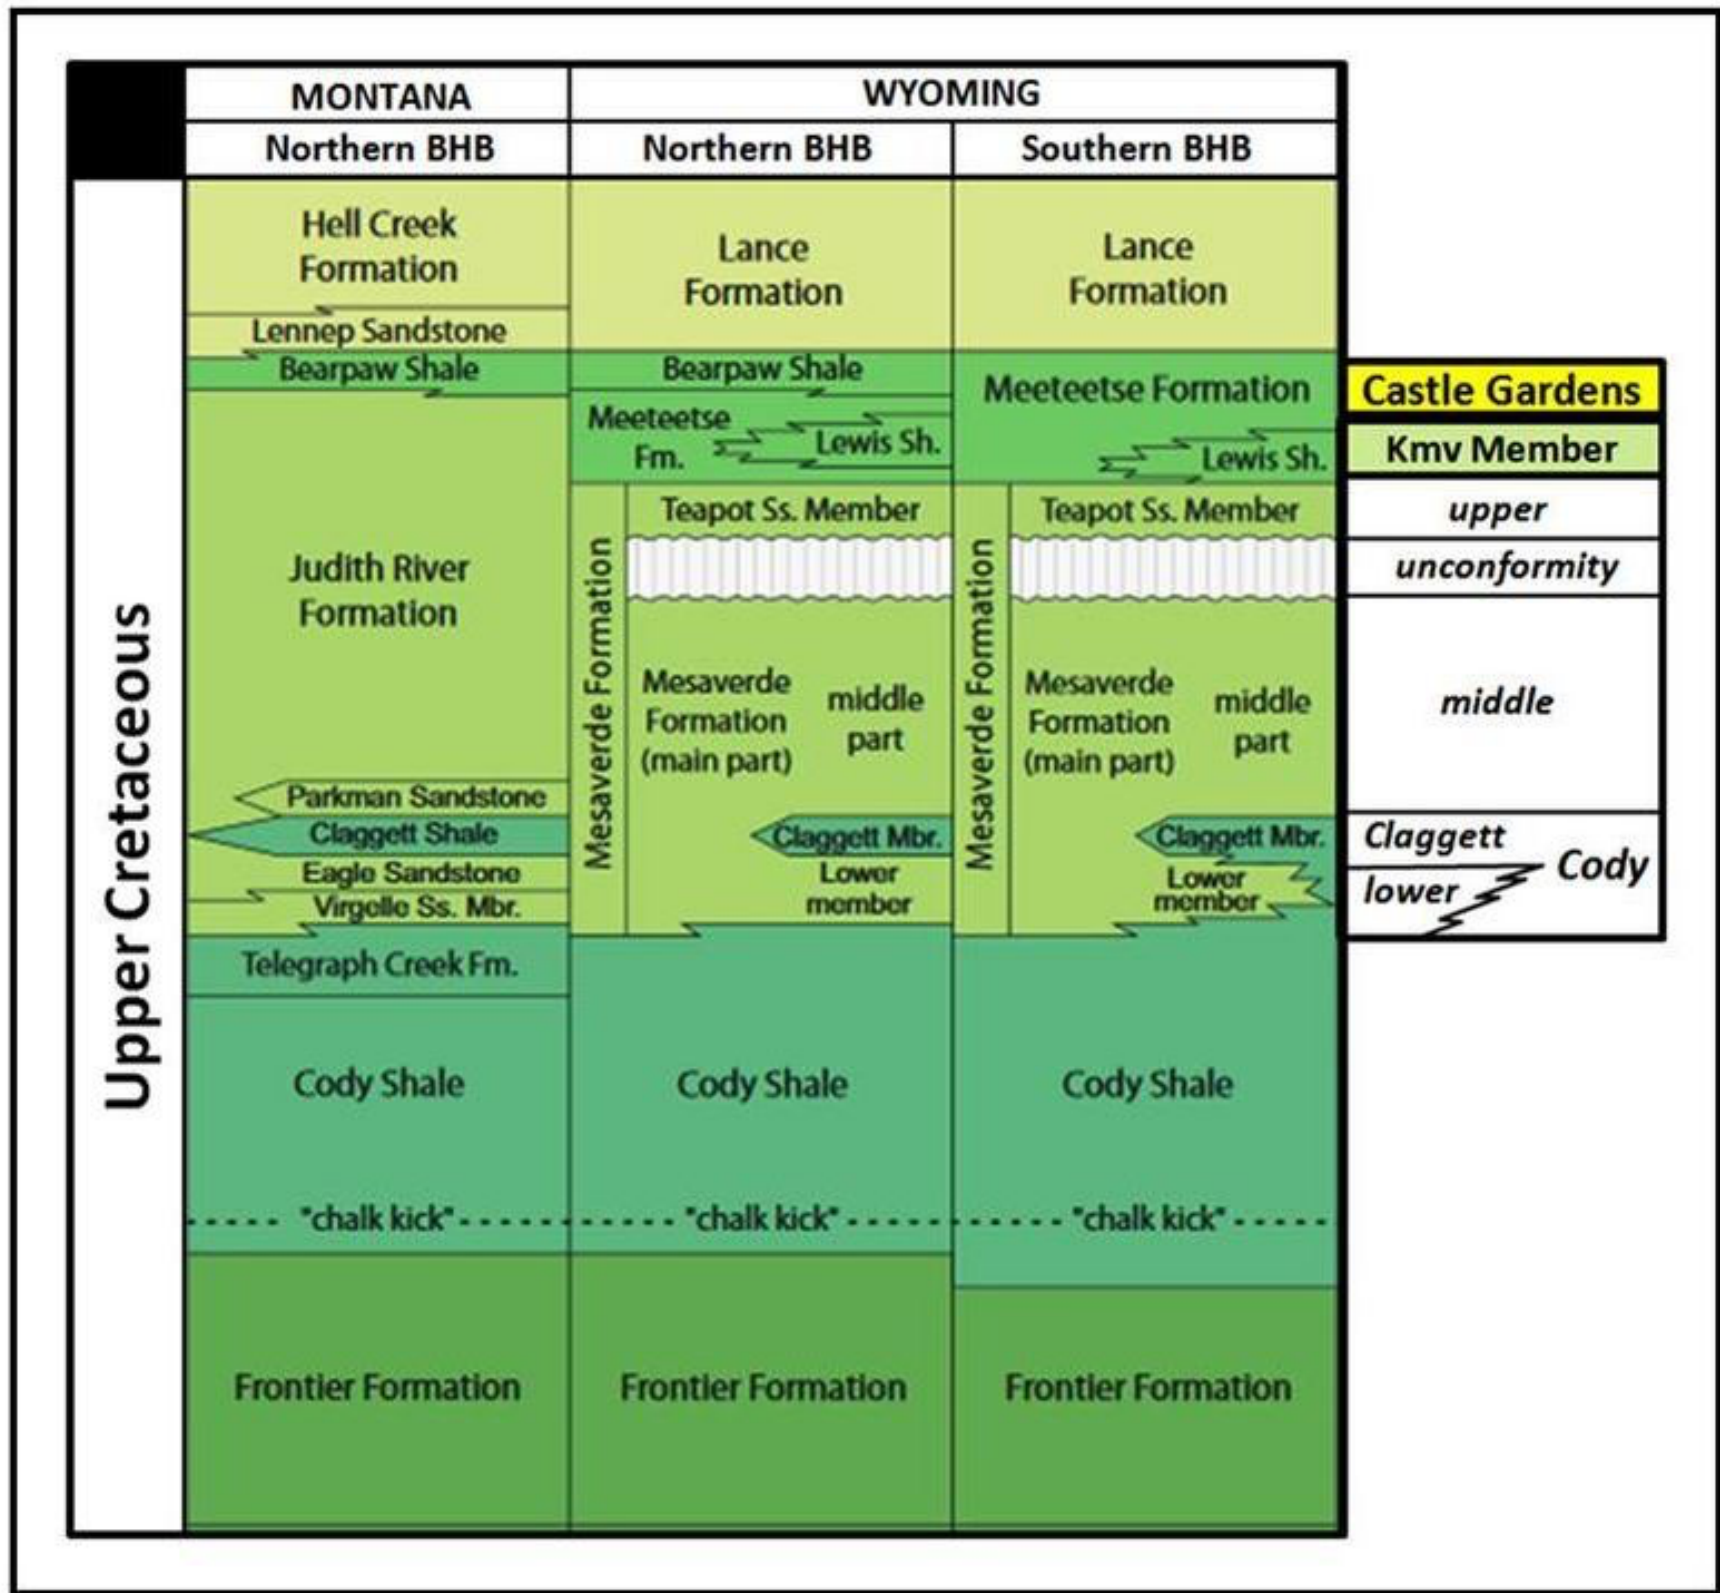 MONTANA
WYOMING
Northern BHB
Northern BHB
Southern BHB
Upper Cretaceous
Hell Creek
Formation
Lennep Sandstone
Bearpaw Shale
Judith River
Formation
Parkman Sandstone
Claggett Shale
Eagle Sandstone
Virgelle Ss. Mbr.
Telegraph Creek Fm.
Cody Shale
"chalk kick"
Frontier Formation
Lance
Formation
Bearpaw Shale
Meeteetse
Fm.
Lewis Sh.
Mesaverde Formation
Teapot Ss. Member
Mesaverde
Formation
(main part)
middle
part
Claggett Mbr.
Lower
member
Cody Shale
"chalk kick"
Frontier Formation
Lance
Formation
Meeteetse Formation
Lewis Sh.
Mesaverde Formation
Teapot Ss. Member
Mesaverde
Formation
(main part)
middle
part
Claggett Mbr.
Lower
member
Cody Shale
"chalk kick"
Frontier Formation
Castle Gardens
Kmv Member
upper
unconformity
middle
Claggett
Cody
lower